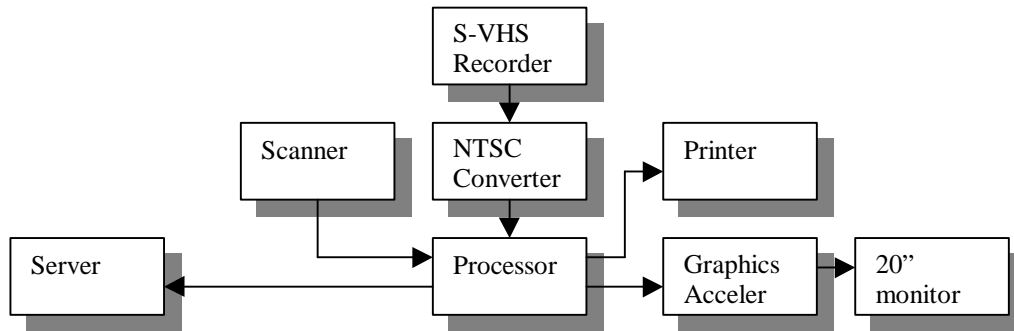 S-VHS
Recorder
Scanner
NTSC
Converter
Printer
Server
Processor
Graphics
Acceler
20”
monitor